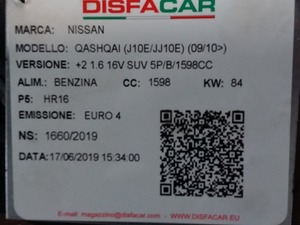 DISFACAR
MARCA: NISSAN
MODELLO: QASHQAI (J10E/JJ10E) (09/10>)
VERSIONE: +2 1.6 16V SUV 5P/B/1598CC
ALIM.: BENZINA CC: 1598 KW: 84
P5: HR16
EMISSIONE: EURO 4
NS: 1660/2019
DATA: 17/06/2019 15:34:00
E-mail: magazzino@disfacar.com www.DISFACAR.EU